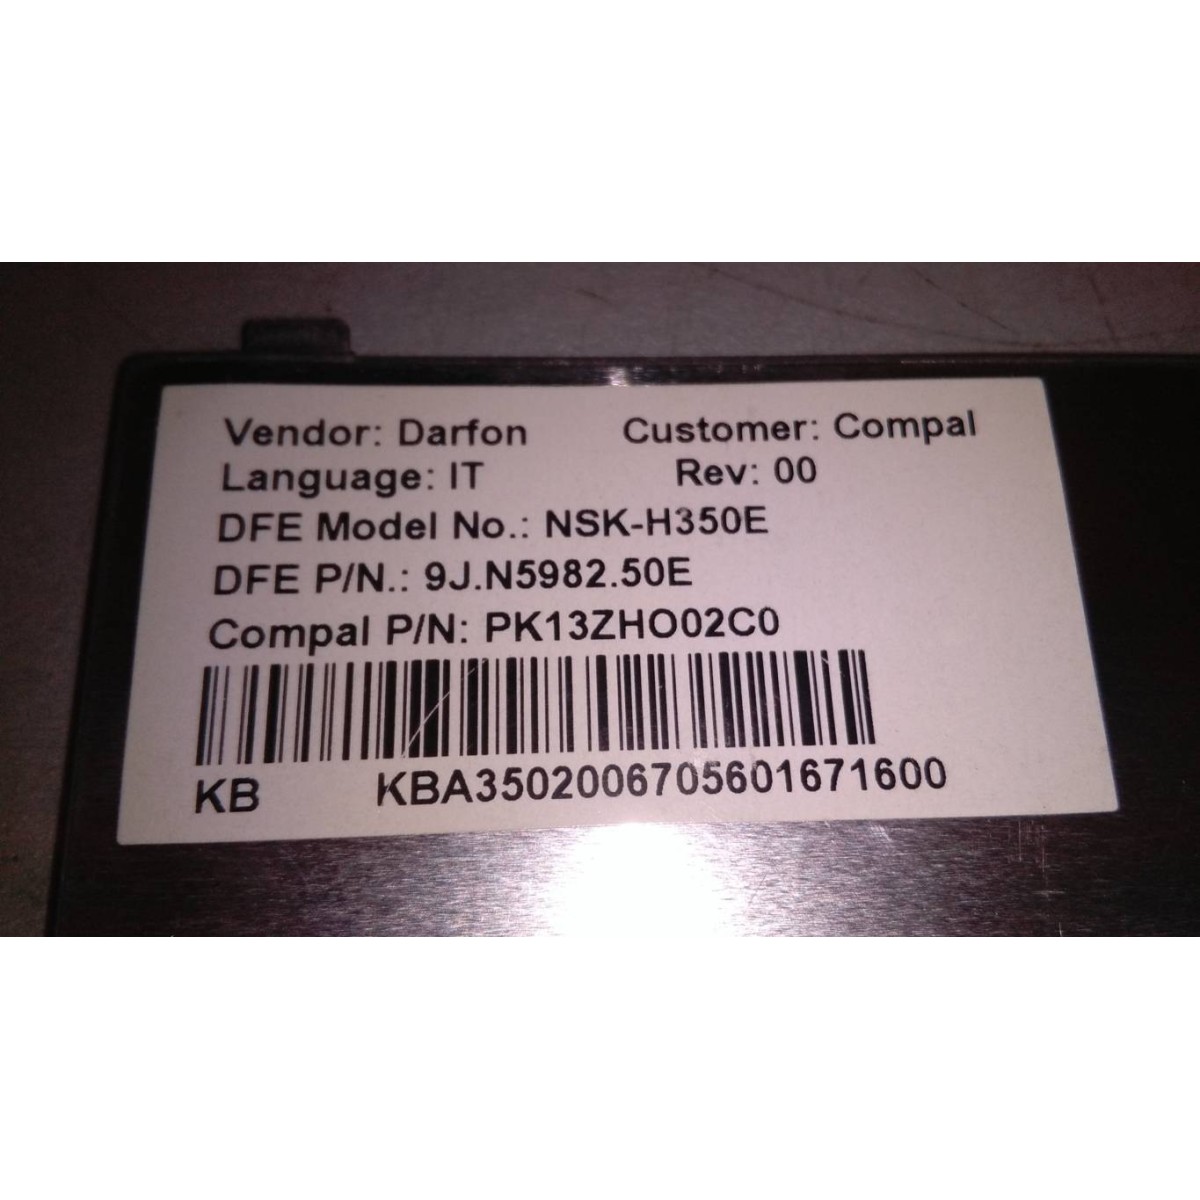 Vendor: Darfon Customer: Compal
Language: IT Rev: 00
DFE Model No.: NSK-H350E
DFE P/N.: 9J.N5982.50E
Compal P/N: PK13ZHO02C0
KB KBA3502006705601671600